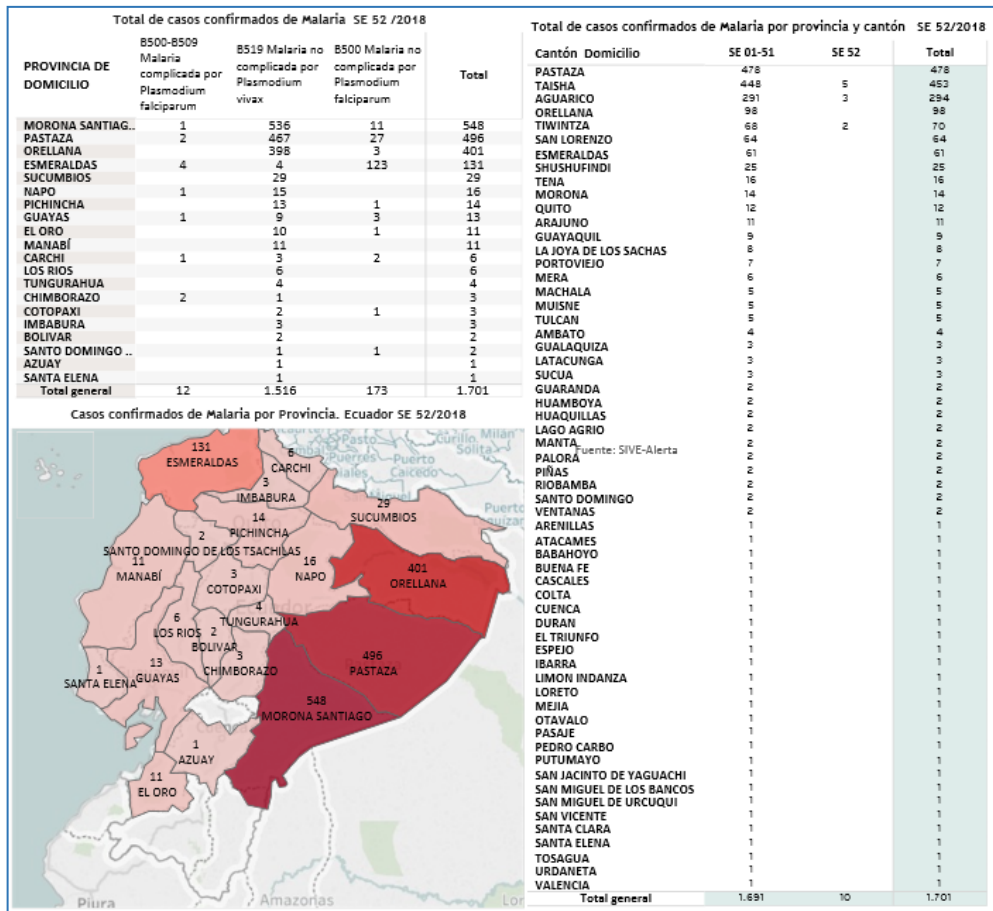 Total de casos confirmados de Malaria SE 52 /2018
PROVINCIA DE DOMICILIO B500-B509 Malaria complicada por Plasmodium falciparum B519 Malaria no complicada por Plasmodium vivax B500 Malaria no complicada por Plasmodium falciparum Total
MORONA SANTIAG.. 1 536 11 548
PASTAZA 2 467 27 496
ORELLANA 398 3 401
ESMERALDAS 4 4 123 131
SUCUMBIOS 29 29
NAPO 1 15 16
PICHINCHA 13 1 14
GUAYAS 1 9 3 13
EL ORO 10 1 11
MANABÍ 11 11
CARCHI 1 3 2 6
LOS RIOS 6 6
TUNGURAHUA 4 4
CHIMBORAZO 2 1 3
COTOPAXI 2 1 3
IMBABURA 3 3
BOLIVAR 2 2
SANTO DOMINGO .. 1 1 2
AZUAY 1 1
SANTA ELENA 1 1
Total general 12 1.516 173 1.701
Casos confirmados de Malaria por Provincia. Ecuador SE 52/2018
131
ESMERALDAS
6
CARCHI
3
IMBABURA
29
SUCUMBIOS
14
PICHINCHA
2
SANTO DOMINGO DE LOS TSACHILAS
11
MANABÍ
16
NAPO
401
ORELLANA
3
COTOPAXI
4
TUNGURAHUA
6
LOS RIOS
2
BOLIVAR
3
CHIMBORAZO
496
PASTAZA
1
SANTA ELENA
13
GUAYAS
548
MORONA SANTIAGO
1
AZUAY
11
EL ORO
Pasto
Puerto
Caicedo
Curillo
Milán
Solita
Puerto
Ecuador
Piura
Amazonas
Total de casos confirmados de Malaria por provincia y cantón SE 52/2018
Cantón Domicilio SE 01-51 SE 52 Total
PASTAZA 478 478
TAISHA 448 5 453
AGUARICO 291 3 294
ORELLANA 98 98
TIWINTZA 68 2 70
SAN LORENZO 64 64
ESMERALDAS 61 61
SHUSHUFINDI 25 25
TENA 16 16
MORONA 14 14
QUITO 12 12
ARAJUNO 11 11
GUAYAQUIL 9 9
LA JOYA DE LOS SACHAS 8 8
PORTOVIEJO 7 7
MERA 6 6
MACHALA 5 5
MUISNE 5 5
TULCAN 5 5
AMBATO 4 4
GUALAQUIZA 3 3
LATACUNGA 3 3
SUCUA 3 3
GUARANDA 2 2
HUAMBOYA 2 2
HUAQUILLAS 2 2
LAGO AGRIO 2 2
MANTA 2 2
Fuente: SIVE-Alerta
PALORA 2 2
PIÑAS 2 2
RIOBAMBA 2 2
SANTO DOMINGO 2 2
VENTANAS 2 2
ARENILLAS 1 1
ATACAMES 1 1
BABAHOYO 1 1
BUENA FE 1 1
CASCALES 1 1
COLTA 1 1
CUENCA 1 1
DURAN 1 1
EL TRIUNFO 1 1
ESPEJO 1 1
IBARRA 1 1
LIMON INDANZA 1 1
LORETO 1 1
MEJIA 1 1
OTAVALO 1 1
PASAJE 1 1
PEDRO CARBO 1 1
PUTUMAYO 1 1
SAN JACINTO DE YAGUACHI 1 1
SAN MIGUEL DE LOS BANCOS 1 1
SAN MIGUEL DE URCUQUI 1 1
SAN VICENTE 1 1
SANTA CLARA 1 1
SANTA ELENA 1 1
TOSAGUA 1 1
URDANETA 1 1
VALENCIA 1 1
Total general 1.691 10 1.701